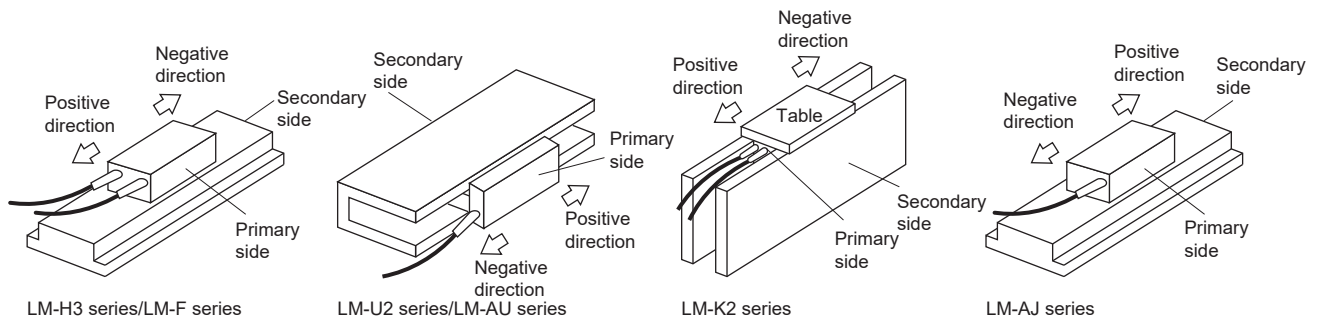 Negative
direction
Positive
direction
Secondary
side
Primary
side
LM-H3 series/LM-F series
Secondary
side
Primary
side
Positive
direction
Negative
direction
LM-U2 series/LM-AU series
Negative
direction
Positive
direction
Table
Secondary
side
Primary
side
LM-K2 series
Positive
direction
Secondary
side
Negative
direction
Primary
side
LM-AJ series